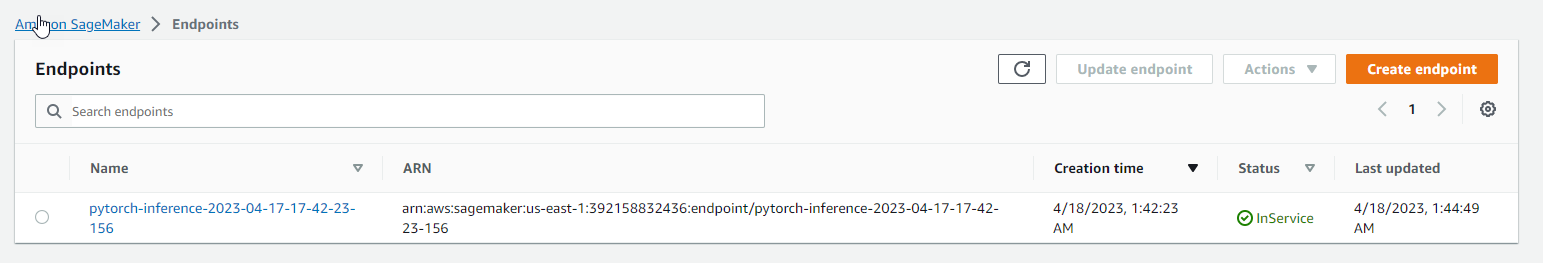 SageMaker Endpoints
Endpoints
Update endpoint Actions Create endpoint
Search endpoints
1
Name ARN Creation time Status Last updated
pytorch-inference-2023-04-17-17-42-23-156 arn:aws:sagemaker:us-east-1:392158832436:endpoint/pytorch-inference-2023-04-17-17-42-23-156 4/18/2023, 1:42:23 AM InService 4/18/2023, 1:44:49 AM